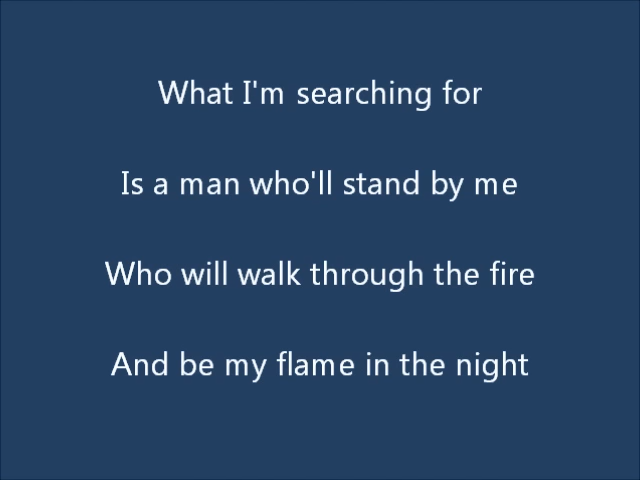 What I'm searching for
Is a man who'll stand by me
Who will walk through the fire
And be my flame in the night